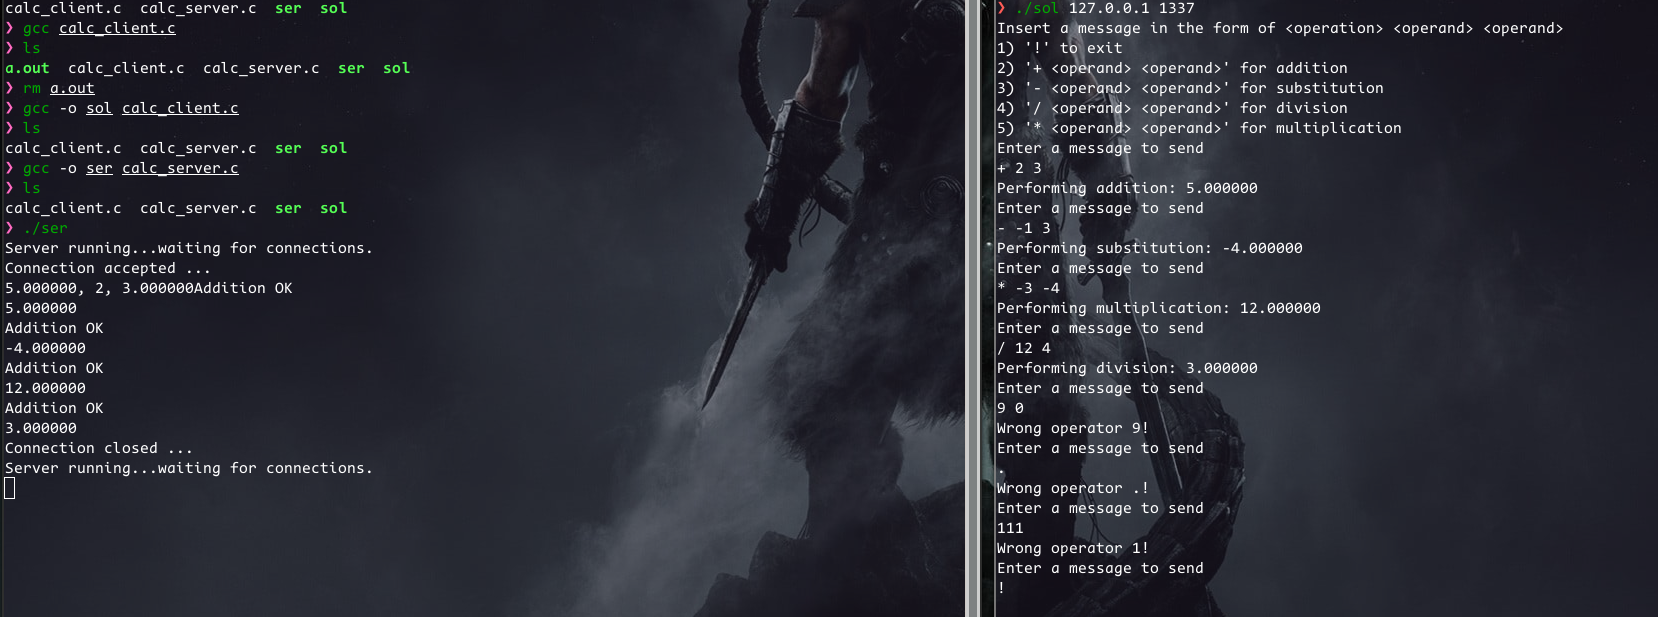 calc_client.c  calc_server.c  ser  sol
❯ gcc calc_client.c
❯ ls
a.out  calc_client.c  calc_server.c  ser  sol
❯ rm a.out
❯ gcc -o sol calc_client.c
❯ ls
calc_client.c  calc_server.c  ser  sol
❯ gcc -o ser calc_server.c
❯ ls
calc_client.c  calc_server.c  ser  sol
❯ ./ser
Server running...waiting for connections.
Connection accepted ...
5.000000, 2, 3.000000Addition OK
5.000000
Addition OK
-4.000000
Addition OK
12.000000
Addition OK
3.000000
Connection closed ...
Server running...waiting for connections.
❯ ./sol 127.0.0.1 1337
Insert a message in the form of <operation> <operand> <operand>
1) '!' to exit
2) '+ <operand> <operand>' for addition
3) '- <operand> <operand>' for substitution
4) '/ <operand> <operand>' for division
5) '* <operand> <operand>' for multiplication
Enter a message to send
+ 2 3
Performing addition: 5.000000
Enter a message to send
- -1 3
Performing substitution: -4.000000
Enter a message to send
* -3 -4
Performing multiplication: 12.000000
Enter a message to send
/ 12 4
Performing division: 3.000000
Enter a message to send
9 0
Wrong operator 9!
Enter a message to send
.
Wrong operator .!
Enter a message to send
111
Wrong operator 1!
Enter a message to send
!